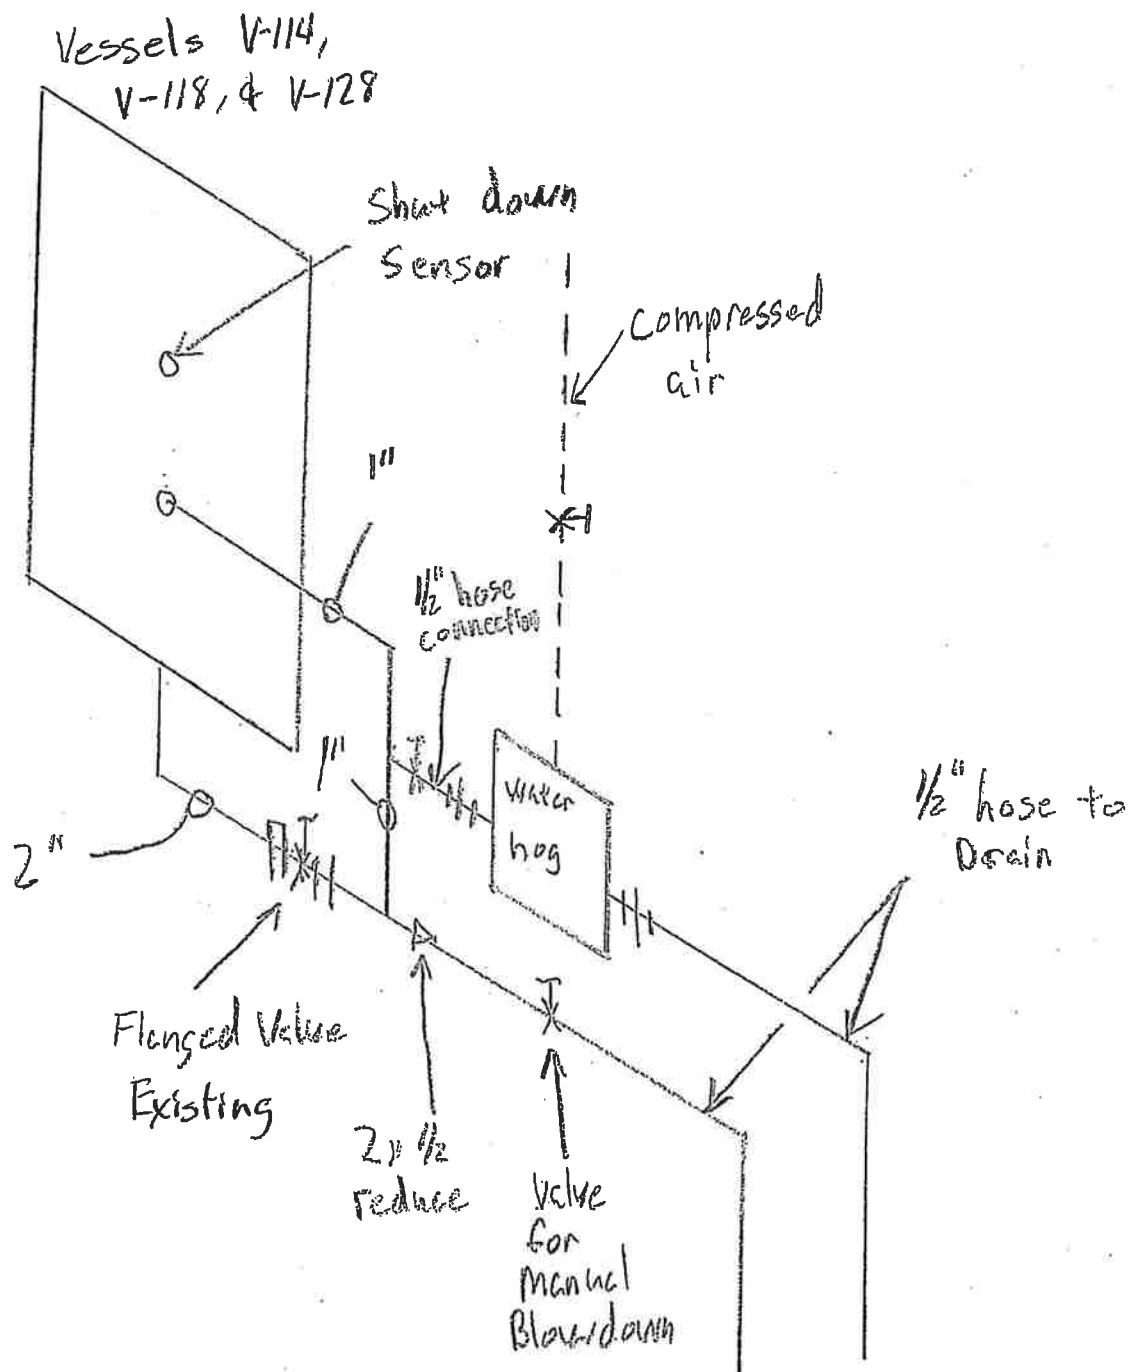 Vessels V-114,
V-118, & V-128
Shut down
Sensor
compressed
air
1"
1/2" hose
connection
1"
Water
hog
1/2" hose to
Drain
2"
Flanged Valve
Existing
2 x 1/2
reduce
Valve
for
Manual
Blowdown